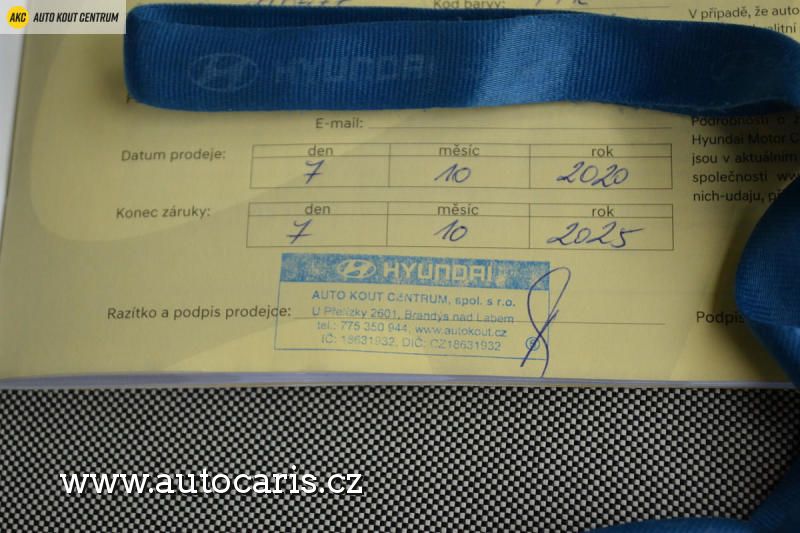 AKC AUTO KOUT CENTRUM
Kód barvy:
V případě, že auto
HYUNDAI
E-mail:
Podrobnosti o z
Hyundai Motor C
jsou v aktuálním
společnosti ww
nich-udaju, př
Datum prodeje:
den měsíc rok
7 10 2020
Konec záruky:
den měsíc rok
7 10 2025
HYUNDAI
AUTO KOUT CENTRUM, spol. s r.o.
U Přelízky 2601, Brandýs nad Labem
tel.: 775 350 944, www.autokout.cz
IČ: 18631932, DIČ: CZ18631932
Razítko a podpis prodejce:
Podpis
www.autocaris.cz